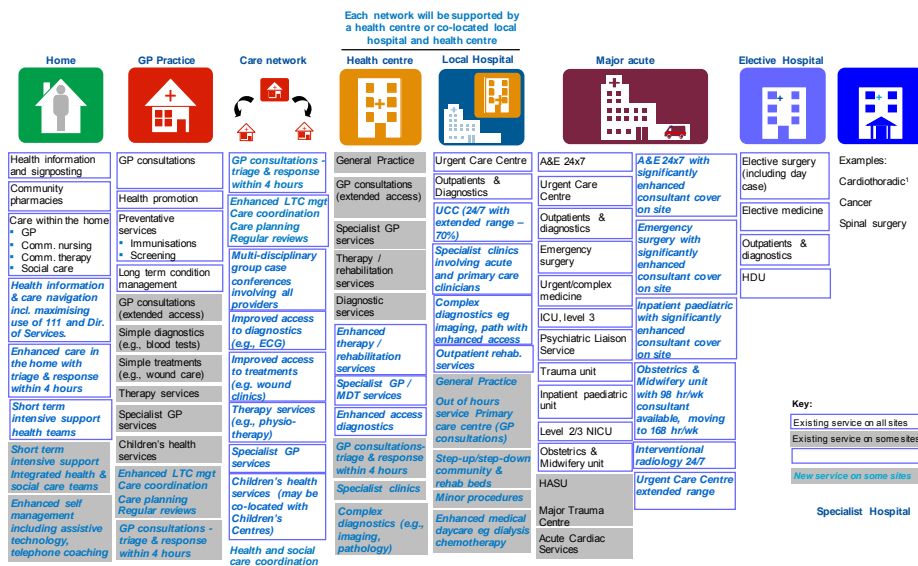 Each network will be supported by
a health centre or co-located local
hospital and health centre
Home
GP Practice
Care network
Health centre
Local Hospital
Major acute
Elective Hospital
Health information
and signposting
Community
pharmacies
Care within the home
▪ GP
▪ Comm. nursing
▪ Comm. therapy
▪ Social care
Health information
& care navigation
incl. maximising
use of 111 and Dir.
of Services.
Enhanced care in
the home with
triage & response
within 4 hours
Short term
intensive support
health teams
Short term
intensive support
Integrated health &
social care teams
Enhanced self
management
including assistive
technology,
telephone coaching
GP consultations
Health promotion
Preventative
services
▪ Immunisations
▪ Screening
Long term condition
management
GP consultations
(extended access)
Simple diagnostics
(e.g., blood tests)
Simple treatments
(e.g., wound care)
Therapy services
Specialist GP
services
Children's health
services
Enhanced LTC mgt
Care coordination
Care planning
Regular reviews
GP consultations -
triage & response
within 4 hours
GP consultations -
triage & response
within 4 hours
Enhanced LTC mgt
Care coordination
Care planning
Regular reviews
Multi-disciplinary
group case
conferences
involving all
providers
Improved access
to diagnostics
(e.g., ECG)
Improved access
to treatments
(e.g. wound
clinics)
Therapy services
(e.g., physio-
therapy)
Specialist GP
services
Children's health
services (may be
co-located with
Children's
Centres)
Health and social
care coordination
General Practice
GP consultations
(extended access)
Specialist GP
services
Therapy /
rehabilitation
services
Diagnostic
services
Enhanced
therapy /
rehabilitation
services
Specialist GP /
MDT services
Enhanced access
diagnostics
GP consultations-
triage & response
within 4 hours
Specialist clinics
Complex
diagnostics (e.g.,
imaging,
pathology)
Urgent Care Centre
Outpatients &
Diagnostics
UCC (24/7 with
extended range –
70%)
Specialist clinics
involving acute
and primary care
clinicians
Complex
diagnostics eg
imaging, path with
enhanced access
Outpatient rehab.
services
General Practice
Out of hours
service Primary
care centre (GP
consultations)
Step-up/step-down
community &
rehab beds
Minor procedures
Enhanced medical
daycare eg dialysis
chemotherapy
A&E 24x7
Urgent Care
Centre
Outpatients &
diagnostics
Emergency
surgery
Urgent/complex
medicine
ICU, level 3
Psychiatric Liaison
Service
Trauma unit
Inpatient paediatric
unit
Level 2/3 NICU
Obstetrics &
Midwifery unit
HASU
Major Trauma
Centre
Acute Cardiac
Services
A&E 24x7 with
significantly
enhanced
consultant cover
on site
Emergency
surgery with
significantly
enhanced
consultant cover
on site
Inpatient paediatric
with significantly
enhanced
consultant cover
on site
Obstetrics &
Midwifery unit
with 98 hr/wk
consultant
available, moving
to 168 hr/wk
Interventional
radiology 24/7
Urgent Care Centre
extended range
Elective surgery
(including day
case)
Elective medicine
Outpatients &
diagnostics
HDU
Examples:
Cardiothoradic¹
Cancer
Spinal surgery
Key:
Existing service on all sites
Existing service on some sites
New service on some sites
Specialist Hospital